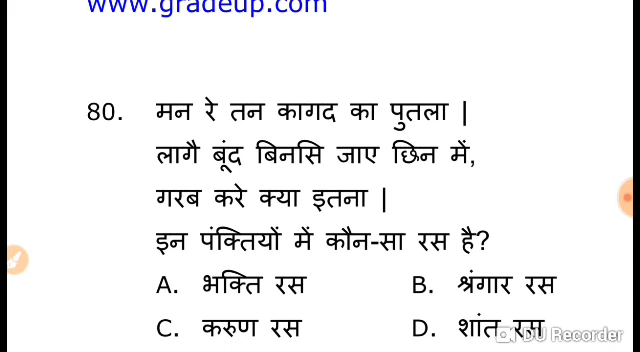 www.gradeup.com
80. मन रे तन कागद का पुतला |
लागै बूंद बिनसि जाए छिन में,
गरब करे क्या इतना |
इन पंक्तियों में कौन-सा रस है?
A. भक्ति रस B. श्रंगार रस
C. करुण रस D. शांत रस
DU Recorder